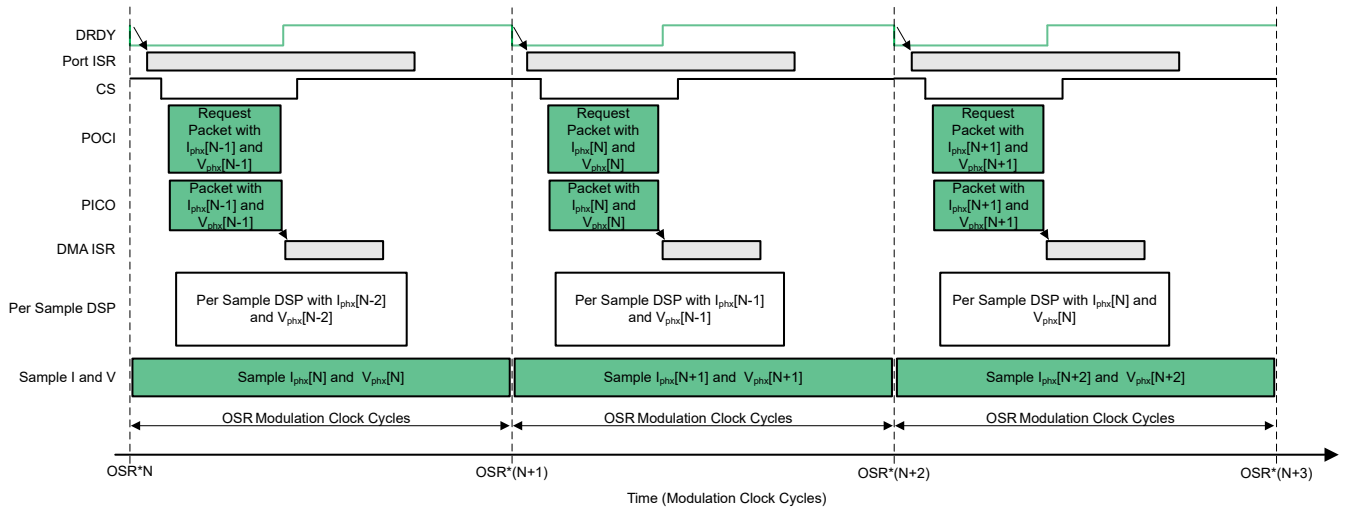 DRDY
Port ISR
CS
POCI
Request
Packet with
Iphx[N-1] and
Vphx[N-1]
Request
Packet with
Iphx[N] and
Vphx[N]
Request
Packet with
Iphx[N+1] and
Vphx[N+1]
PICO
Packet with
Iphx[N-1] and
Vphx[N-1]
Packet with
Iphx[N] and
Vphx[N]
Packet with
Iphx[N+1] and
Vphx[N+1]
DMA ISR
Per Sample DSP
Per Sample DSP with Iphx[N-2]
and Vphx[N-2]
Per Sample DSP with Iphx[N-1]
and Vphx[N-1]
Per Sample DSP with Iphx[N] and
Vphx[N]
Sample I and V
Sample Iphx[N] and Vphx[N]
Sample Iphx[N+1] and Vphx[N+1]
Sample Iphx[N+2] and Vphx[N+2]
OSR Modulation Clock Cycles
OSR Modulation Clock Cycles
OSR Modulation Clock Cycles
OSR*N
OSR*(N+1)
OSR*(N+2)
OSR*(N+3)
Time (Modulation Clock Cycles)